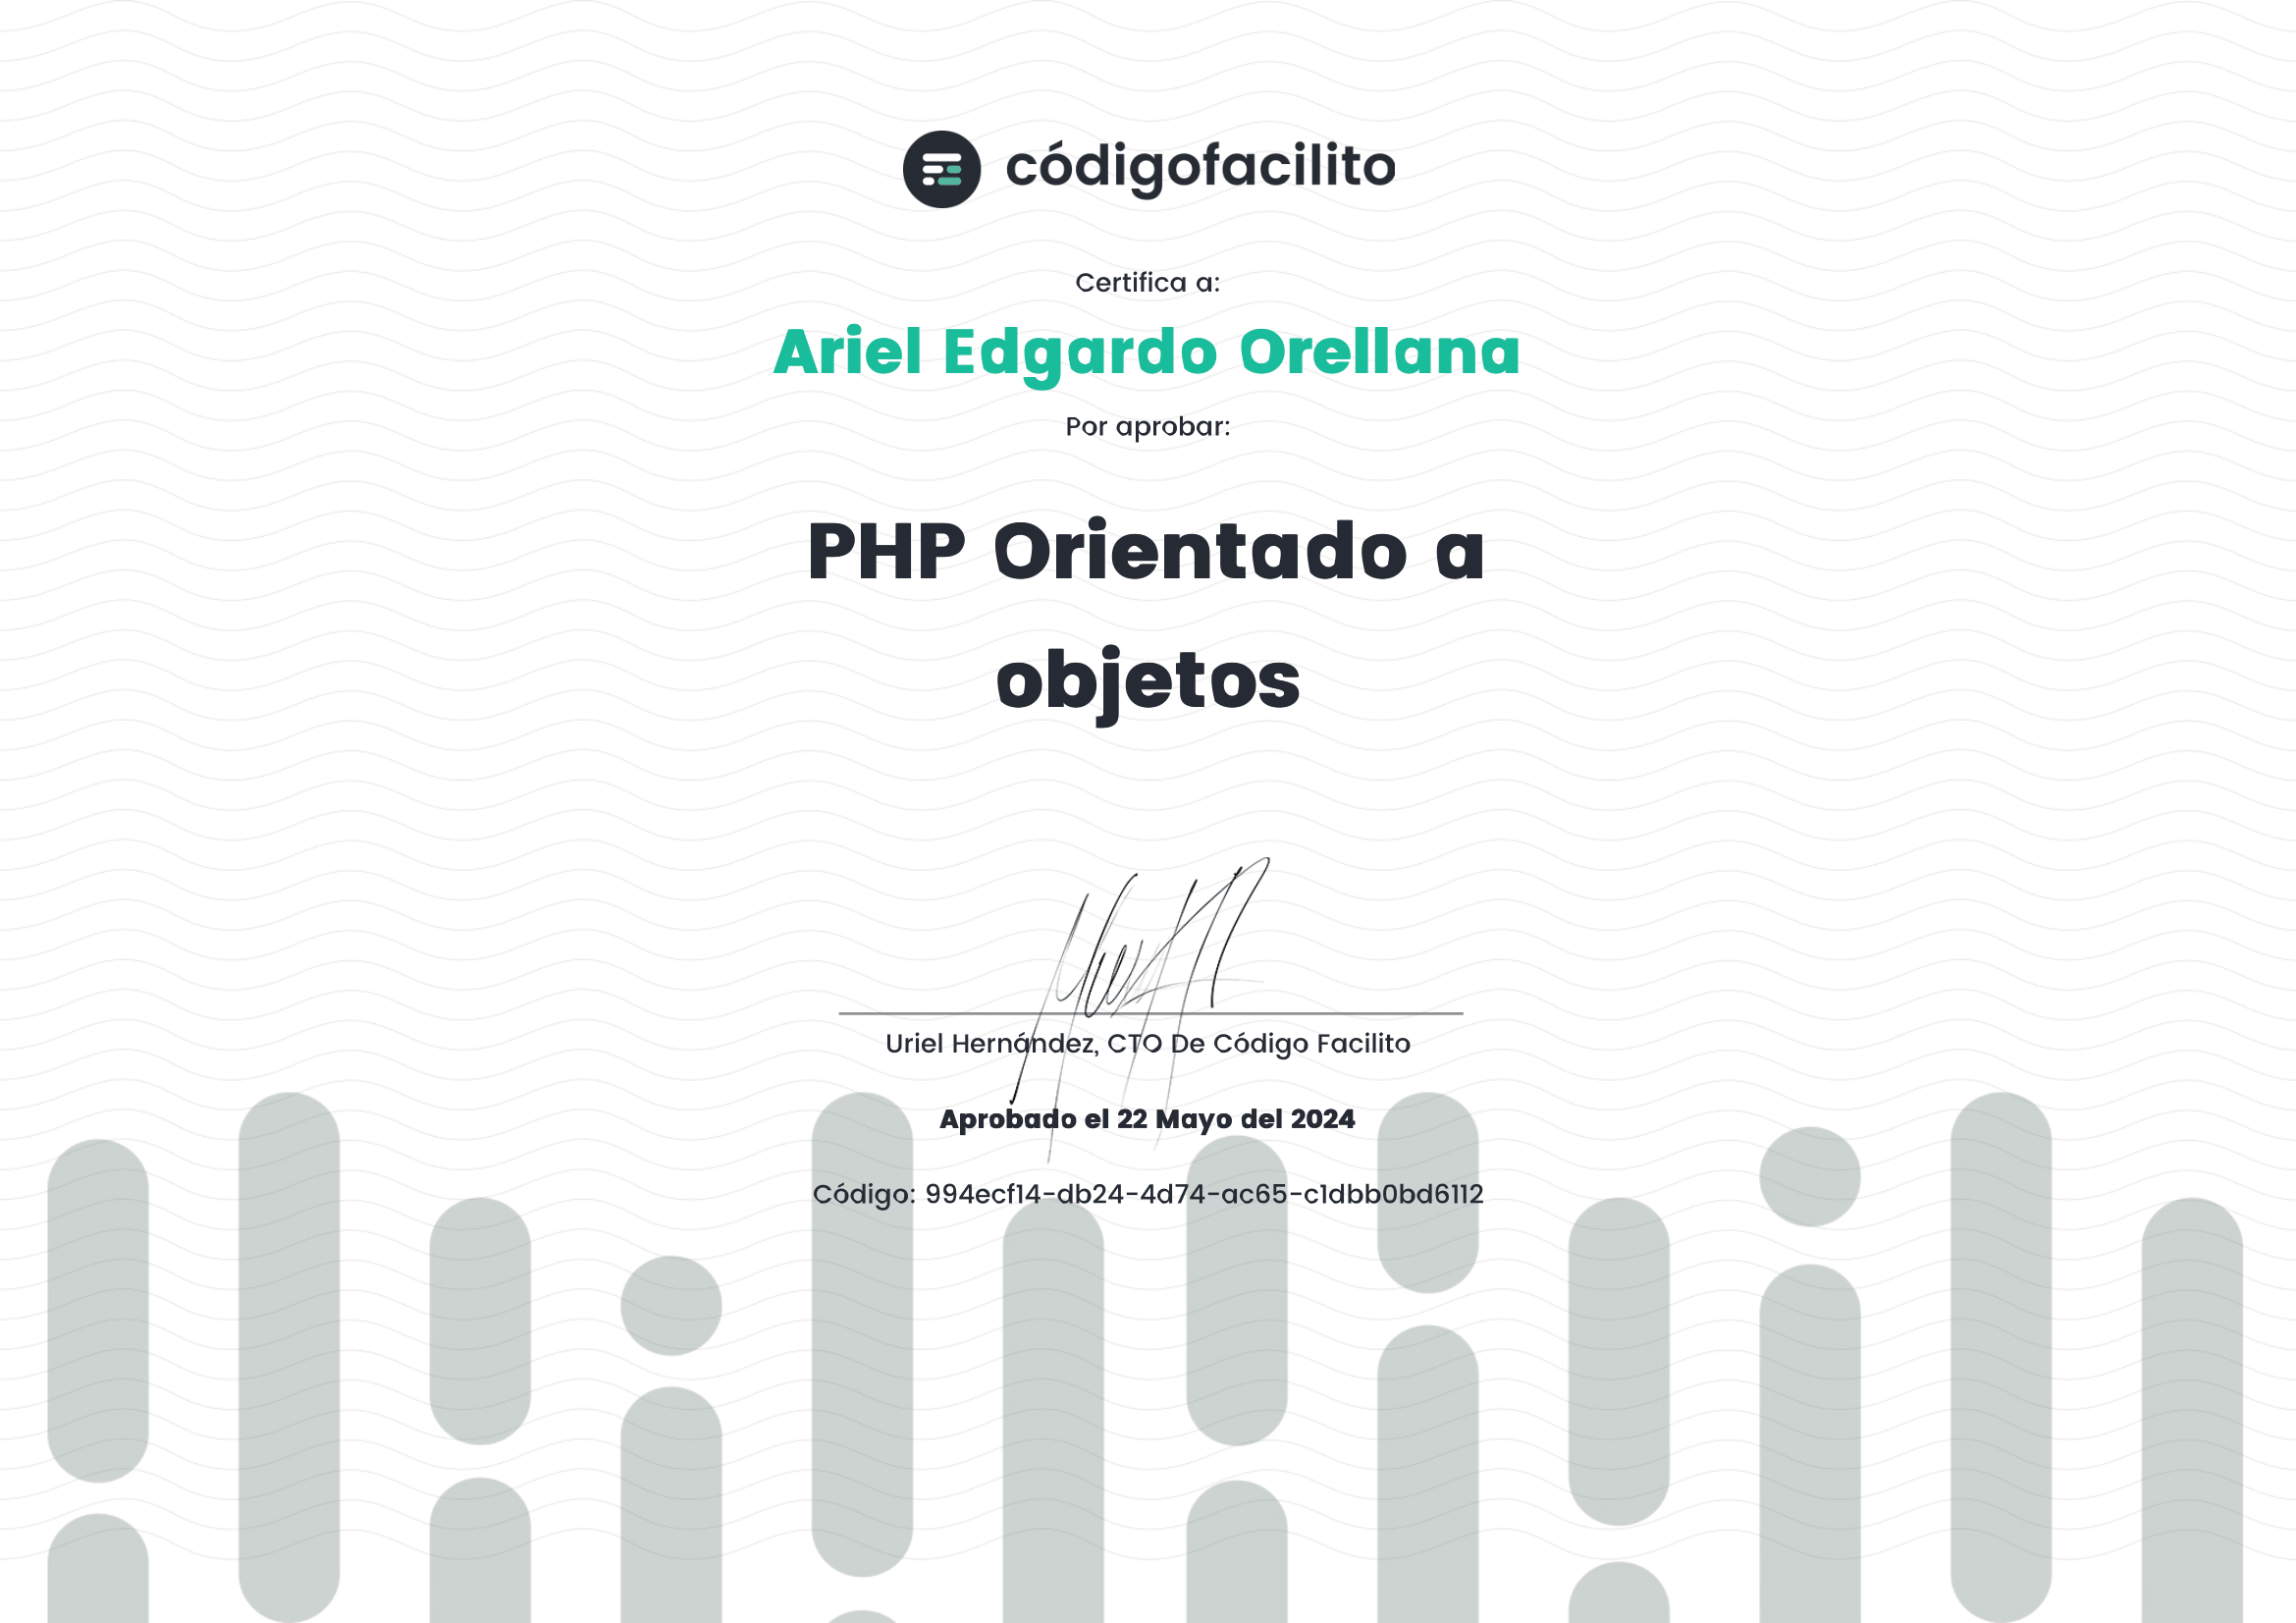 códigofacilito
Certifica a:
Ariel Edgardo Orellana
Por aprobar:
PHP Orientado a
objetos
Uriel Hernández, CTO De Código Facilito
Aprobado el 22 Mayo del 2024
Código: 994ecf14-db24-4d74-ac65-c1dbb0bd6112